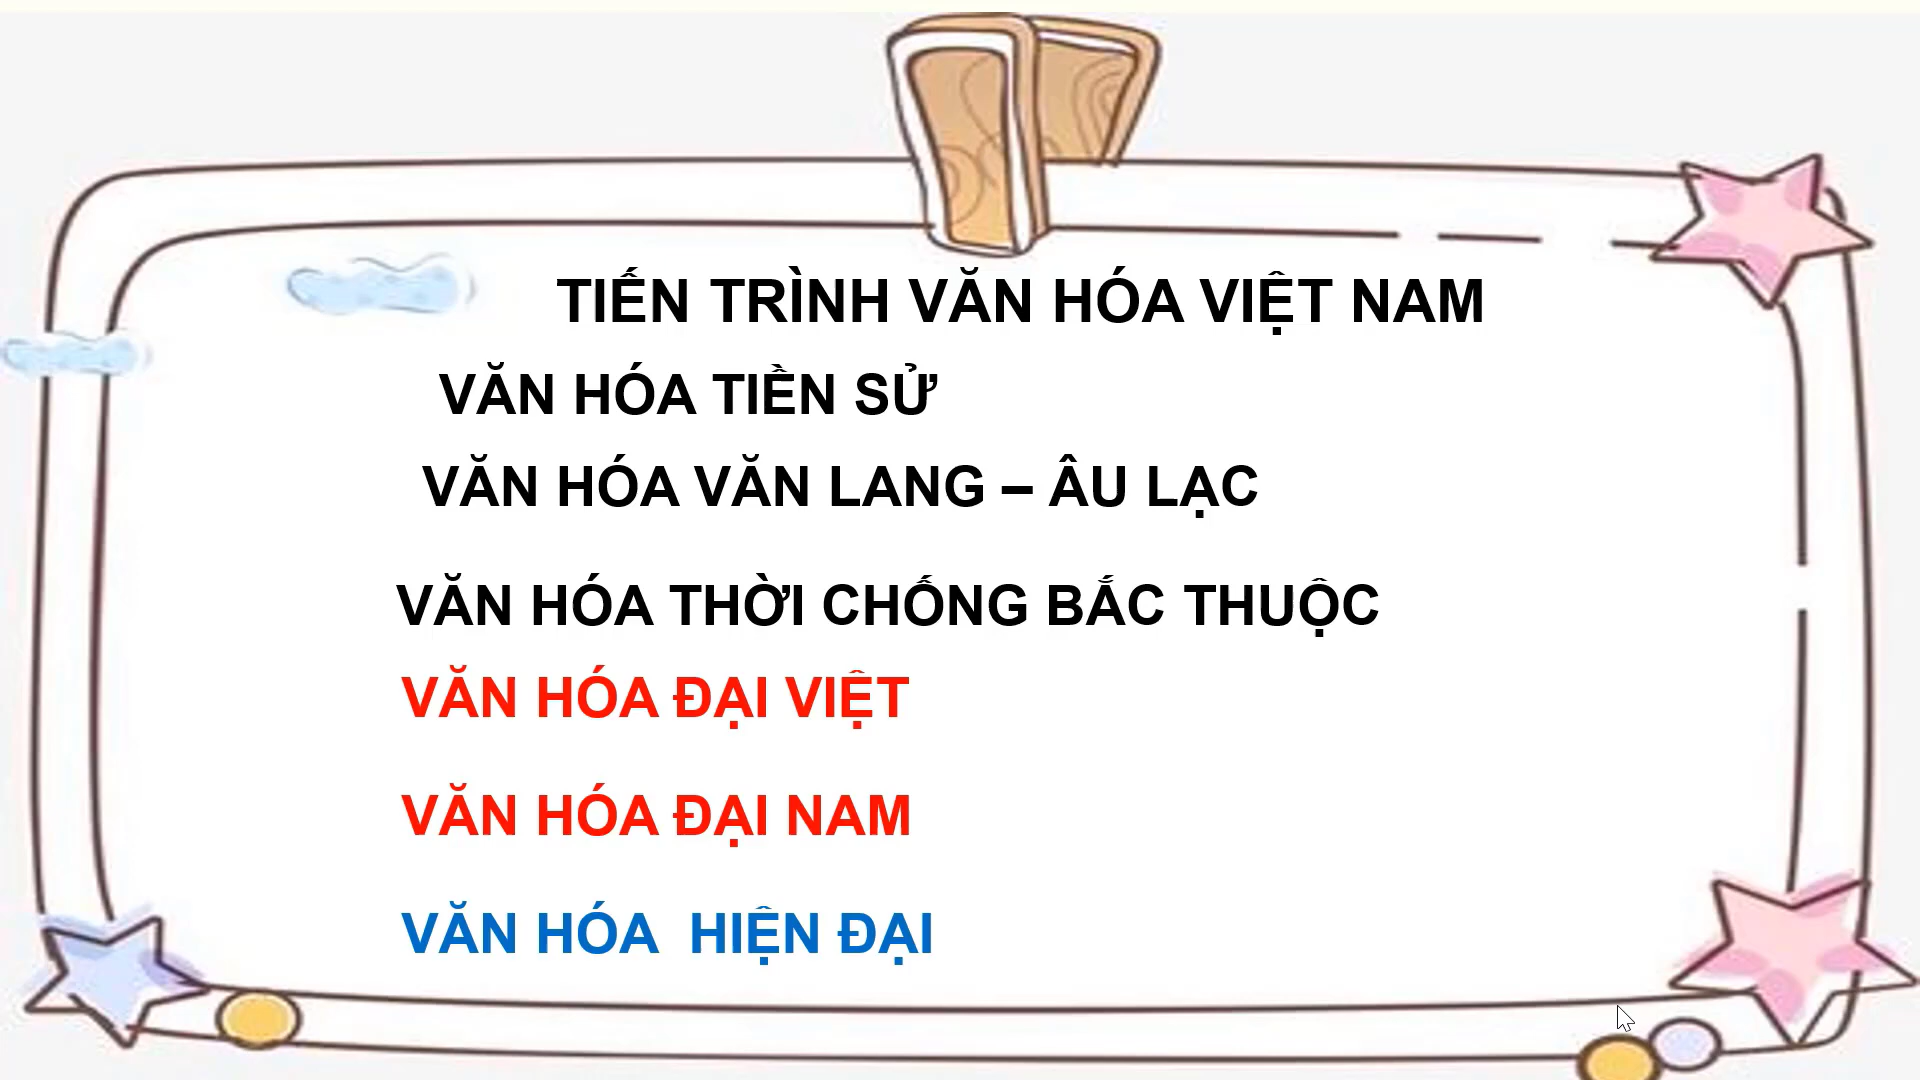 TIẾN TRÌNH VĂN HÓA VIỆT NAM
VĂN HÓA TIỀN SỬ
VĂN HÓA VĂN LANG – ÂU LẠC
VĂN HÓA THỜI CHỐNG BẮC THUỘC
VĂN HÓA ĐẠI VIỆT
VĂN HÓA ĐẠI NAM
VĂN HÓA  HIỆN ĐẠI